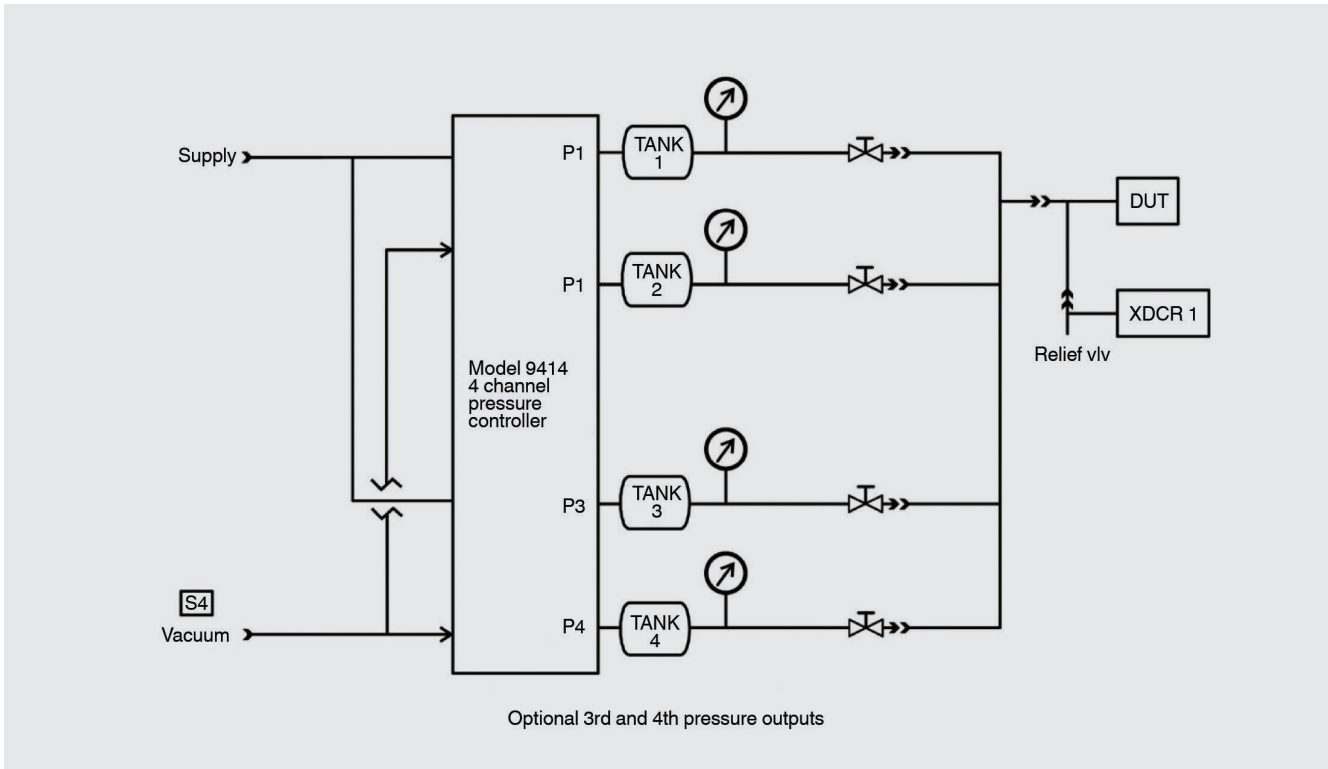 Supply
P1
TANK
1
DUT
P1
TANK
2
XDCR 1
Relief vlv
Model 9414
4 channel
pressure
controller
P3
TANK
3
S4
Vacuum
P4
TANK
4
Optional 3rd and 4th pressure outputs